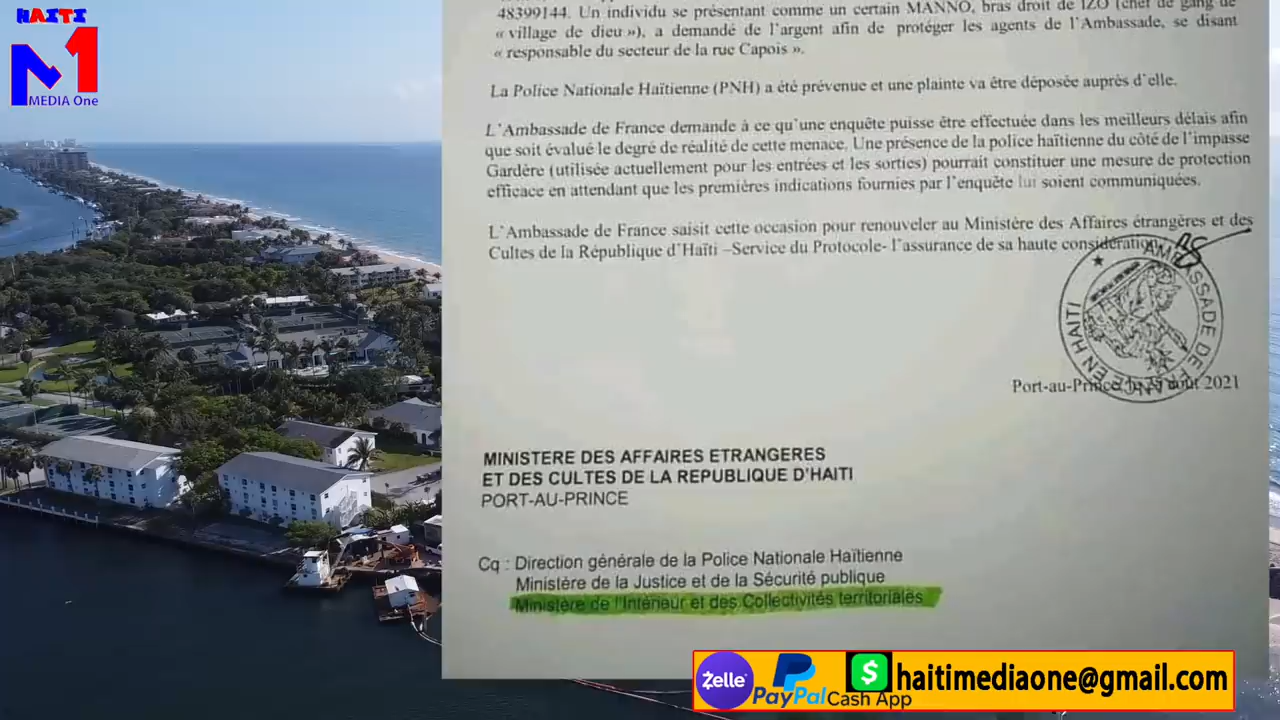 HAITI
M1
MEDIA One
48399144. Un individu se présentant comme un certain MANNO, bras droit de IZO (chef de gang de
« village de dieu »), a demandé de l'argent afin de protéger les agents de l'Ambassade, se disant
« responsable du secteur de la rue Capois ».
La Police Nationale Haïtienne (PNH) a été prévenue et une plainte va être déposée auprès d'elle.
L'Ambassade de France demande à ce qu'une enquête puisse être effectuée dans les meilleurs délais afin
que soit évalué le degré de réalité de cette menace. Une présence de la police haïtienne du côté de l'impasse
Gardère (utilisée actuellement pour les entrées et les sorties) pourrait constituer une mesure de protection
efficace en attendant que les premières indications fournies par l'enquête lui soient communiquées.
L'Ambassade de France saisit cette occasion pour renouveler au Ministère des Affaires étrangères et des
Cultes de la République d'Haïti –Service du Protocole- l'assurance de sa haute considération
AMBASSADE DE FRANCE EN HAITI
Port-au-Prince, le août 2021
MINISTERE DES AFFAIRES ETRANGERES
ET DES CULTES DE LA REPUBLIQUE D'HAITI
PORT-AU-PRINCE
Cq : Direction générale de la Police Nationale Haïtienne
Ministère de la Justice et de la Sécurité publique
Ministère de l'Intérieur et des Collectivités territoriales
Zelle
PayPal
$
Cash App
haitimediaone@gmail.com